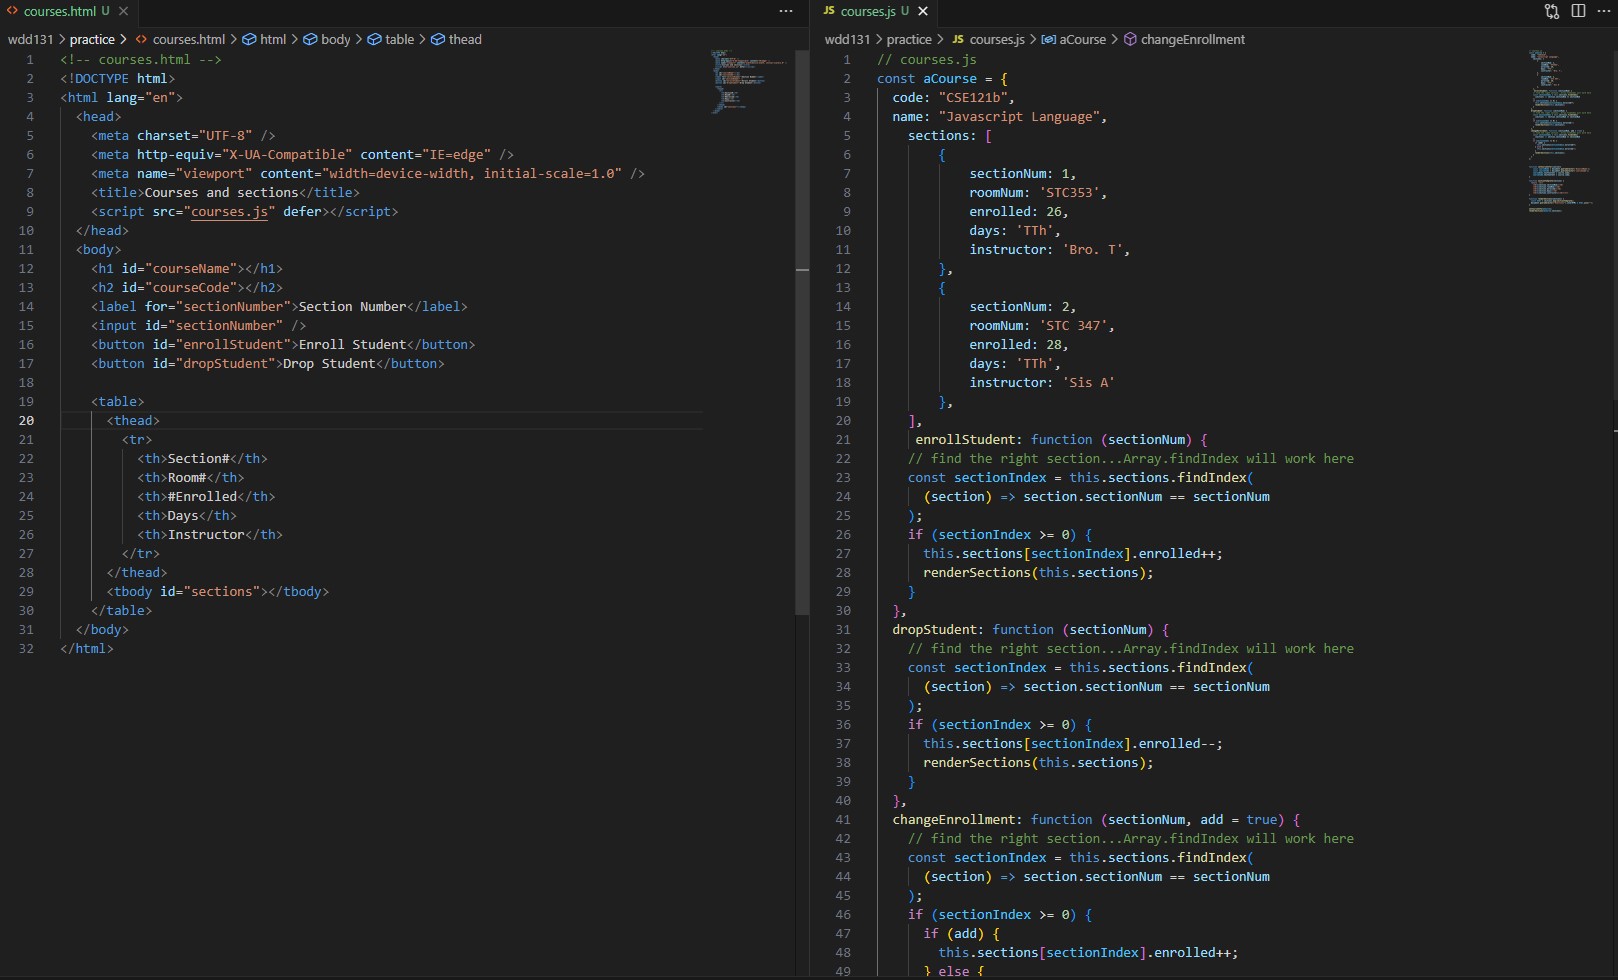 courses.html U
wdd131 > practice > courses.html > html > body > table > thead
1 <!-- courses.html -->
2 <!DOCTYPE html>
3 <html lang="en">
4 <head>
5 <meta charset="UTF-8" />
6 <meta http-equiv="X-UA-Compatible" content="IE=edge" />
7 <meta name="viewport" content="width=device-width, initial-scale=1.0" />
8 <title>Courses and sections</title>
9 <script src="courses.js" defer></script>
10 </head>
11 <body>
12 <h1 id="courseName"></h1>
13 <h2 id="courseCode"></h2>
14 <label for="sectionNumber">Section Number</label>
15 <input id="sectionNumber" />
16 <button id="enrollStudent">Enroll Student</button>
17 <button id="dropStudent">Drop Student</button>
18
19 <table>
20 <thead>
21 <tr>
22 <th>Section#</th>
23 <th>Room#</th>
24 <th>#Enrolled</th>
25 <th>Days</th>
26 <th>Instructor</th>
27 </tr>
28 </thead>
29 <tbody id="sections"></tbody>
30 </table>
31 </body>
32 </html>
JS courses.js U
wdd131 > practice > JS courses.js > aCourse > changeEnrollment
1 // courses.js
2 const aCourse = {
3 code: "CSE121b",
4 name: "Javascript Language",
5 sections: [
6 {
7 sectionNum: 1,
8 roomNum: 'STC353',
9 enrolled: 26,
10 days: 'TTh',
11 instructor: 'Bro. T',
12 },
13 {
14 sectionNum: 2,
15 roomNum: 'STC 347',
16 enrolled: 28,
17 days: 'TTh',
18 instructor: 'Sis A'
19 },
20 ],
21 enrollStudent: function (sectionNum) {
22 // find the right section...Array.findIndex will work here
23 const sectionIndex = this.sections.findIndex(
24 (section) => section.sectionNum == sectionNum
25 );
26 if (sectionIndex >= 0) {
27 this.sections[sectionIndex].enrolled++;
28 renderSections(this.sections);
29 }
30 },
31 dropStudent: function (sectionNum) {
32 // find the right section...Array.findIndex will work here
33 const sectionIndex = this.sections.findIndex(
34 (section) => section.sectionNum == sectionNum
35 );
36 if (sectionIndex >= 0) {
37 this.sections[sectionIndex].enrolled--;
38 renderSections(this.sections);
39 }
40 },
41 changeEnrollment: function (sectionNum, add = true) {
42 // find the right section...Array.findIndex will work here
43 const sectionIndex = this.sections.findIndex(
44 (section) => section.sectionNum == sectionNum
45 );
46 if (sectionIndex >= 0) {
47 if (add) {
48 this.sections[sectionIndex].enrolled++;
49 } else {